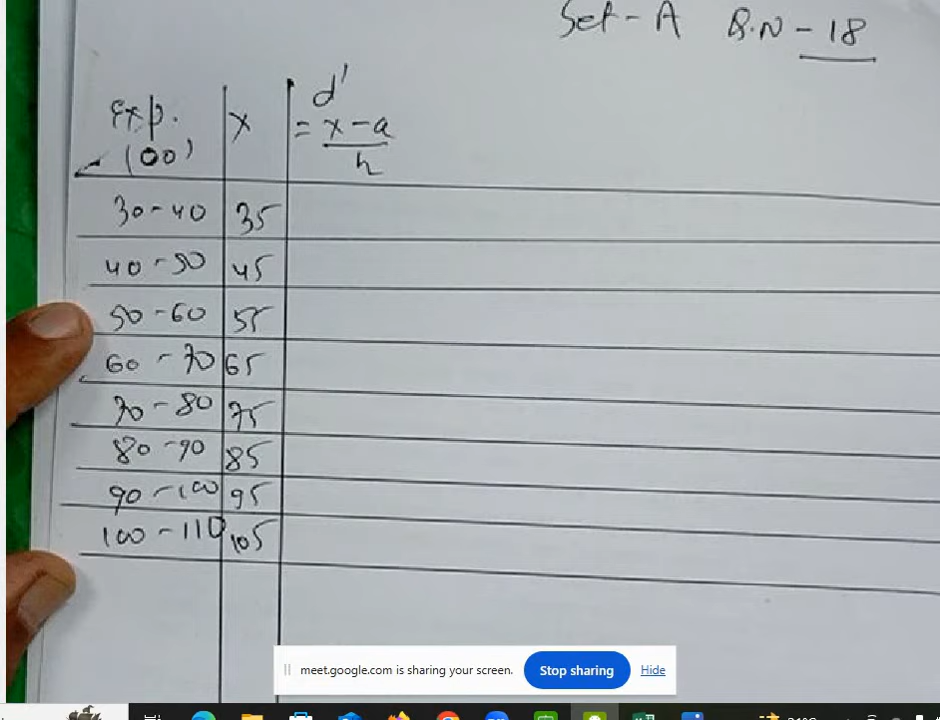 Set - A Q.N - 18
Exp. (00) X d' = x - a / h
30 - 40 35
40 - 50 45
50 - 60 55
60 - 70 65
70 - 80 75
80 - 90 85
90 - 100 95
100 - 110 105
meet.google.com is sharing your screen. Stop sharing Hide